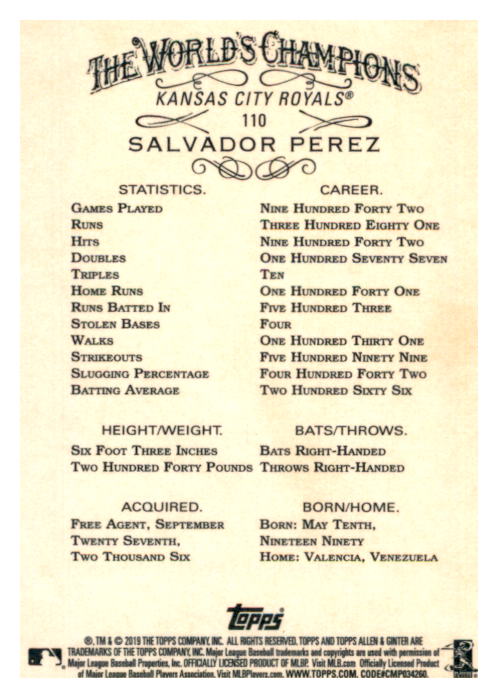 THE WORLD'S CHAMPIONS
KANSAS CITY ROYALS®
110
SALVADOR PEREZ
STATISTICS. CAREER.
GAMES PLAYED NINE HUNDRED FORTY TWO
RUNS THREE HUNDRED EIGHTY ONE
HITS NINE HUNDRED FORTY TWO
DOUBLES ONE HUNDRED SEVENTY SEVEN
TRIPLES TEN
HOME RUNS ONE HUNDRED FORTY ONE
RUNS BATTED IN FIVE HUNDRED THREE
STOLEN BASES FOUR
WALKS ONE HUNDRED THIRTY ONE
STRIKEOUTS FIVE HUNDRED NINETY NINE
SLUGGING PERCENTAGE FOUR HUNDRED FORTY TWO
BATTING AVERAGE TWO HUNDRED SIXTY SIX
HEIGHT/WEIGHT. BATS/THROWS.
SIX FOOT THREE INCHES BATS RIGHT-HANDED
TWO HUNDRED FORTY POUNDS THROWS RIGHT-HANDED
ACQUIRED. BORN/HOME.
FREE AGENT, SEPTEMBER BORN: MAY TENTH,
TWENTY SEVENTH, NINETEEN NINETY
TWO THOUSAND SIX HOME: VALENCIA, VENEZUELA
topps
®, TM & © 2019 THE TOPPS COMPANY, INC. ALL RIGHTS RESERVED. TOPPS AND TOPPS ALLEN & GINTER ARE
TRADEMARKS OF THE TOPPS COMPANY, INC. Major League Baseball trademarks and copyrights are used with permission of
Major League Baseball Properties, Inc. OFFICIALLY LICENSED PRODUCT OF MLBP. Visit MLB.com Officially Licensed Product
of Major League Baseball Players Association. Visit MLBPlayers.com. WWW.TOPPS.COM. CODE#CMP034260.